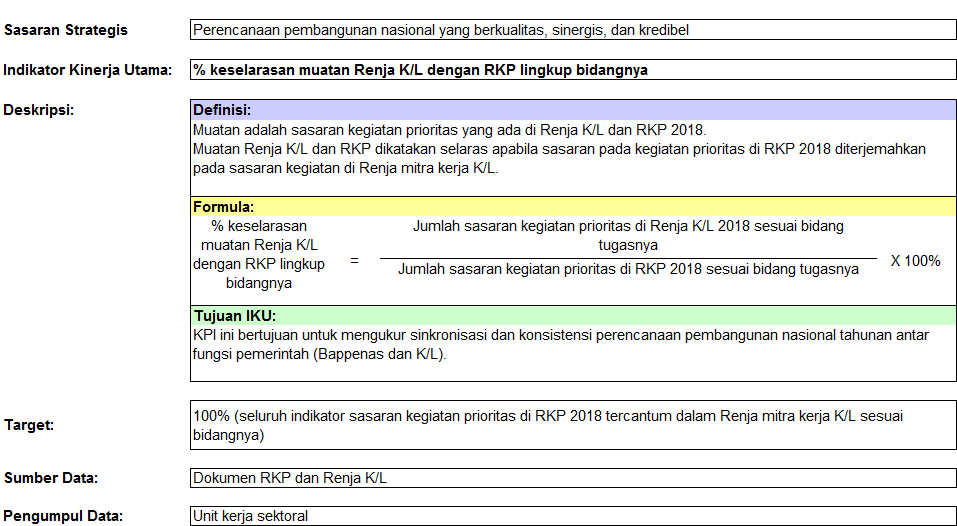 Sasaran Strategis
Perencanaan pembangunan nasional yang berkualitas, sinergis, dan kredibel
Indikator Kinerja Utama:
% keselarasan muatan Renja K/L dengan RKP lingkup bidangnya
Deskripsi:
Definisi:
Muatan adalah sasaran kegiatan prioritas yang ada di Renja K/L dan RKP 2018.
Muatan Renja K/L dan RKP dikatakan selaras apabila sasaran pada kegiatan prioritas di RKP 2018 diterjemahkan
pada sasaran kegiatan di Renja mitra kerja K/L.
Formula:
% keselarasan
muatan Renja K/L
dengan RKP lingkup
bidangnya
=
Jumlah sasaran kegiatan prioritas di Renja K/L 2018 sesuai bidang
tugasnya
Jumlah sasaran kegiatan prioritas di RKP 2018 sesuai bidang tugasnya
X 100%
Tujuan IKU:
KPI ini bertujuan untuk mengukur sinkronisasi dan konsistensi perencanaan pembangunan nasional tahunan antar
fungsi pemerintah (Bappenas dan K/L).
Target:
100% (seluruh indikator sasaran kegiatan prioritas di RKP 2018 tercantum dalam Renja mitra kerja K/L sesuai
bidangnya)
Sumber Data:
Dokumen RKP dan Renja K/L
Pengumpul Data:
Unit kerja sektoral